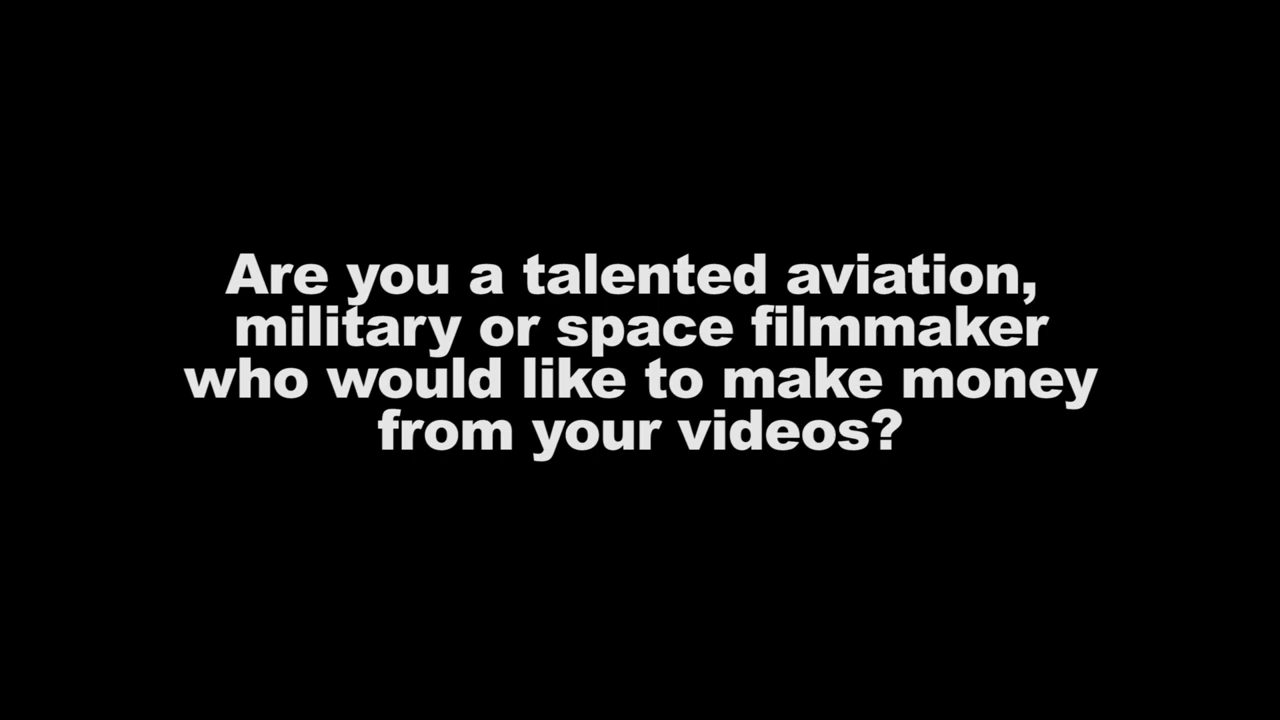 Are you a talented aviation,
military or space filmmaker
who would like to make money
from your videos?